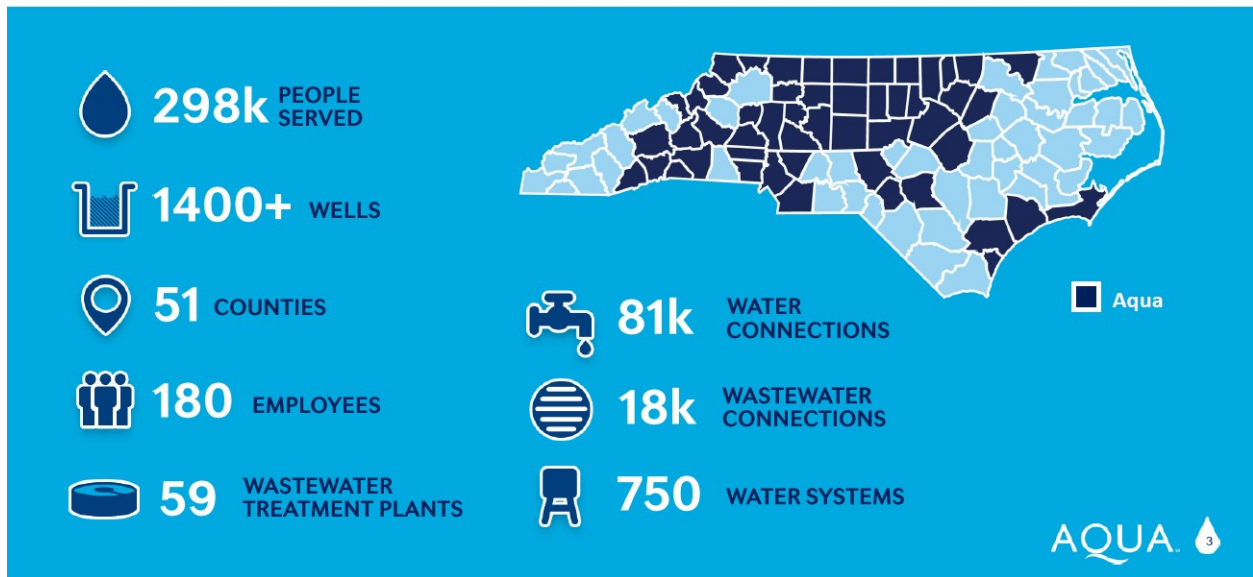 298k PEOPLE
SERVED
1400+ WELLS
51 COUNTIES
180 EMPLOYEES
59 WASTEWATER
TREATMENT PLANTS
Aqua
81k WATER
CONNECTIONS
18k WASTEWATER
CONNECTIONS
750 WATER SYSTEMS
AQUA
3